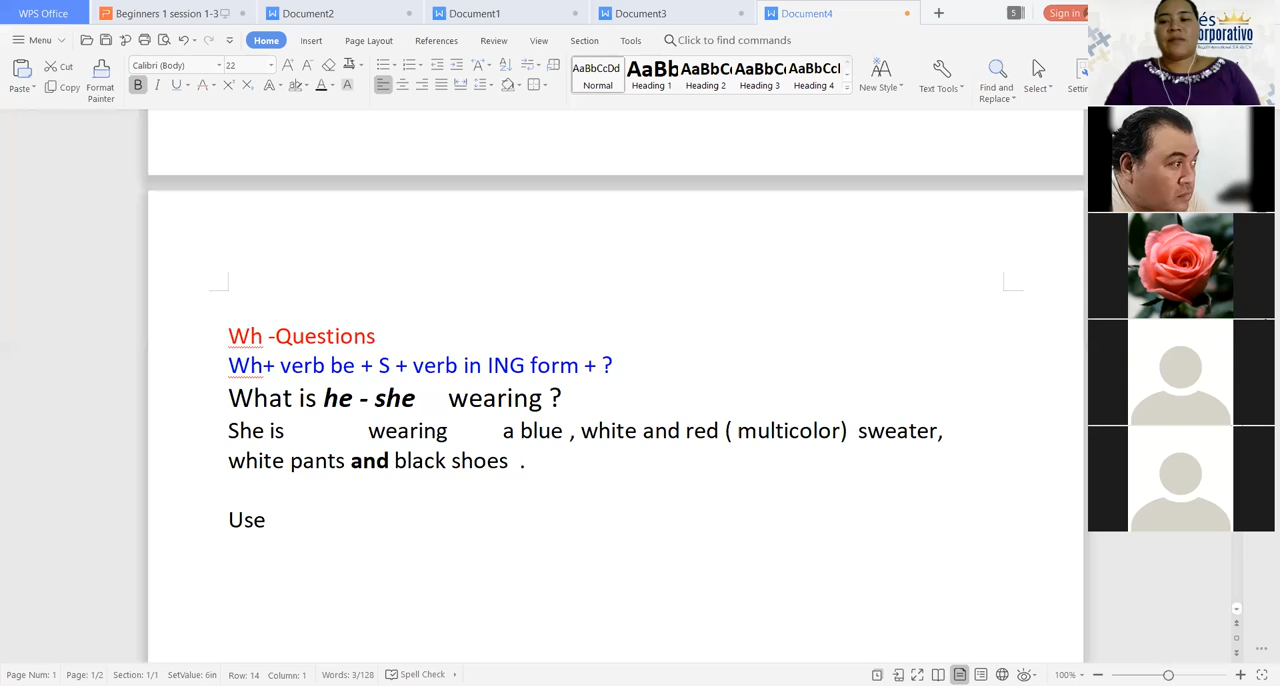 WPS Office
Beginners 1 session 1-3
Document2
Document1
Document3
Document4
5
Sign in
Menu
Home
Insert
Page Layout
References
Review
View
Section
Tools
Click to find commands
Paste
Cut
Copy
Format
Painter
Calibri (Body)
22
AaBbCcDd
Normal
Heading 1
Heading 2
Heading 3
Heading 4
New Style
Text Tools
Find and
Replace
Select
Wh -Questions
Wh+ verb be + S + verb in ING form + ?
What is he - she wearing ?
She is wearing a blue , white and red ( multicolor) sweater,
white pants and black shoes .
Use
Page Num: 1
Page: 1/2
Section: 1/1
SetValue: 6in
Row: 14
Column: 1
Words: 3/128
Spell Check
100%